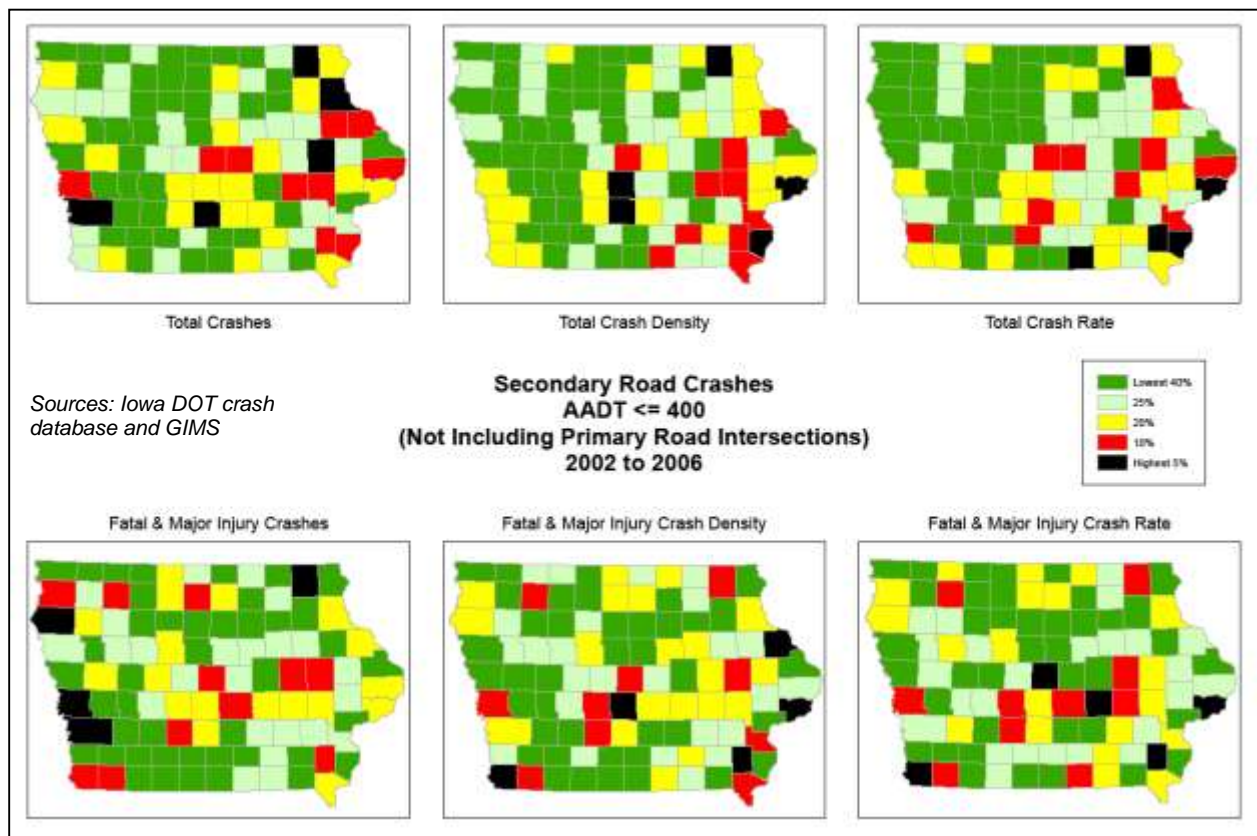 Total Crashes
Total Crash Density
Total Crash Rate
Sources: Iowa DOT crash
database and GIMS
Secondary Road Crashes
AADT <= 400
(Not Including Primary Road Intersections)
2002 to 2006
Lowest 40%
25%
20%
10%
Highest 5%
Fatal & Major Injury Crashes
Fatal & Major Injury Crash Density
Fatal & Major Injury Crash Rate